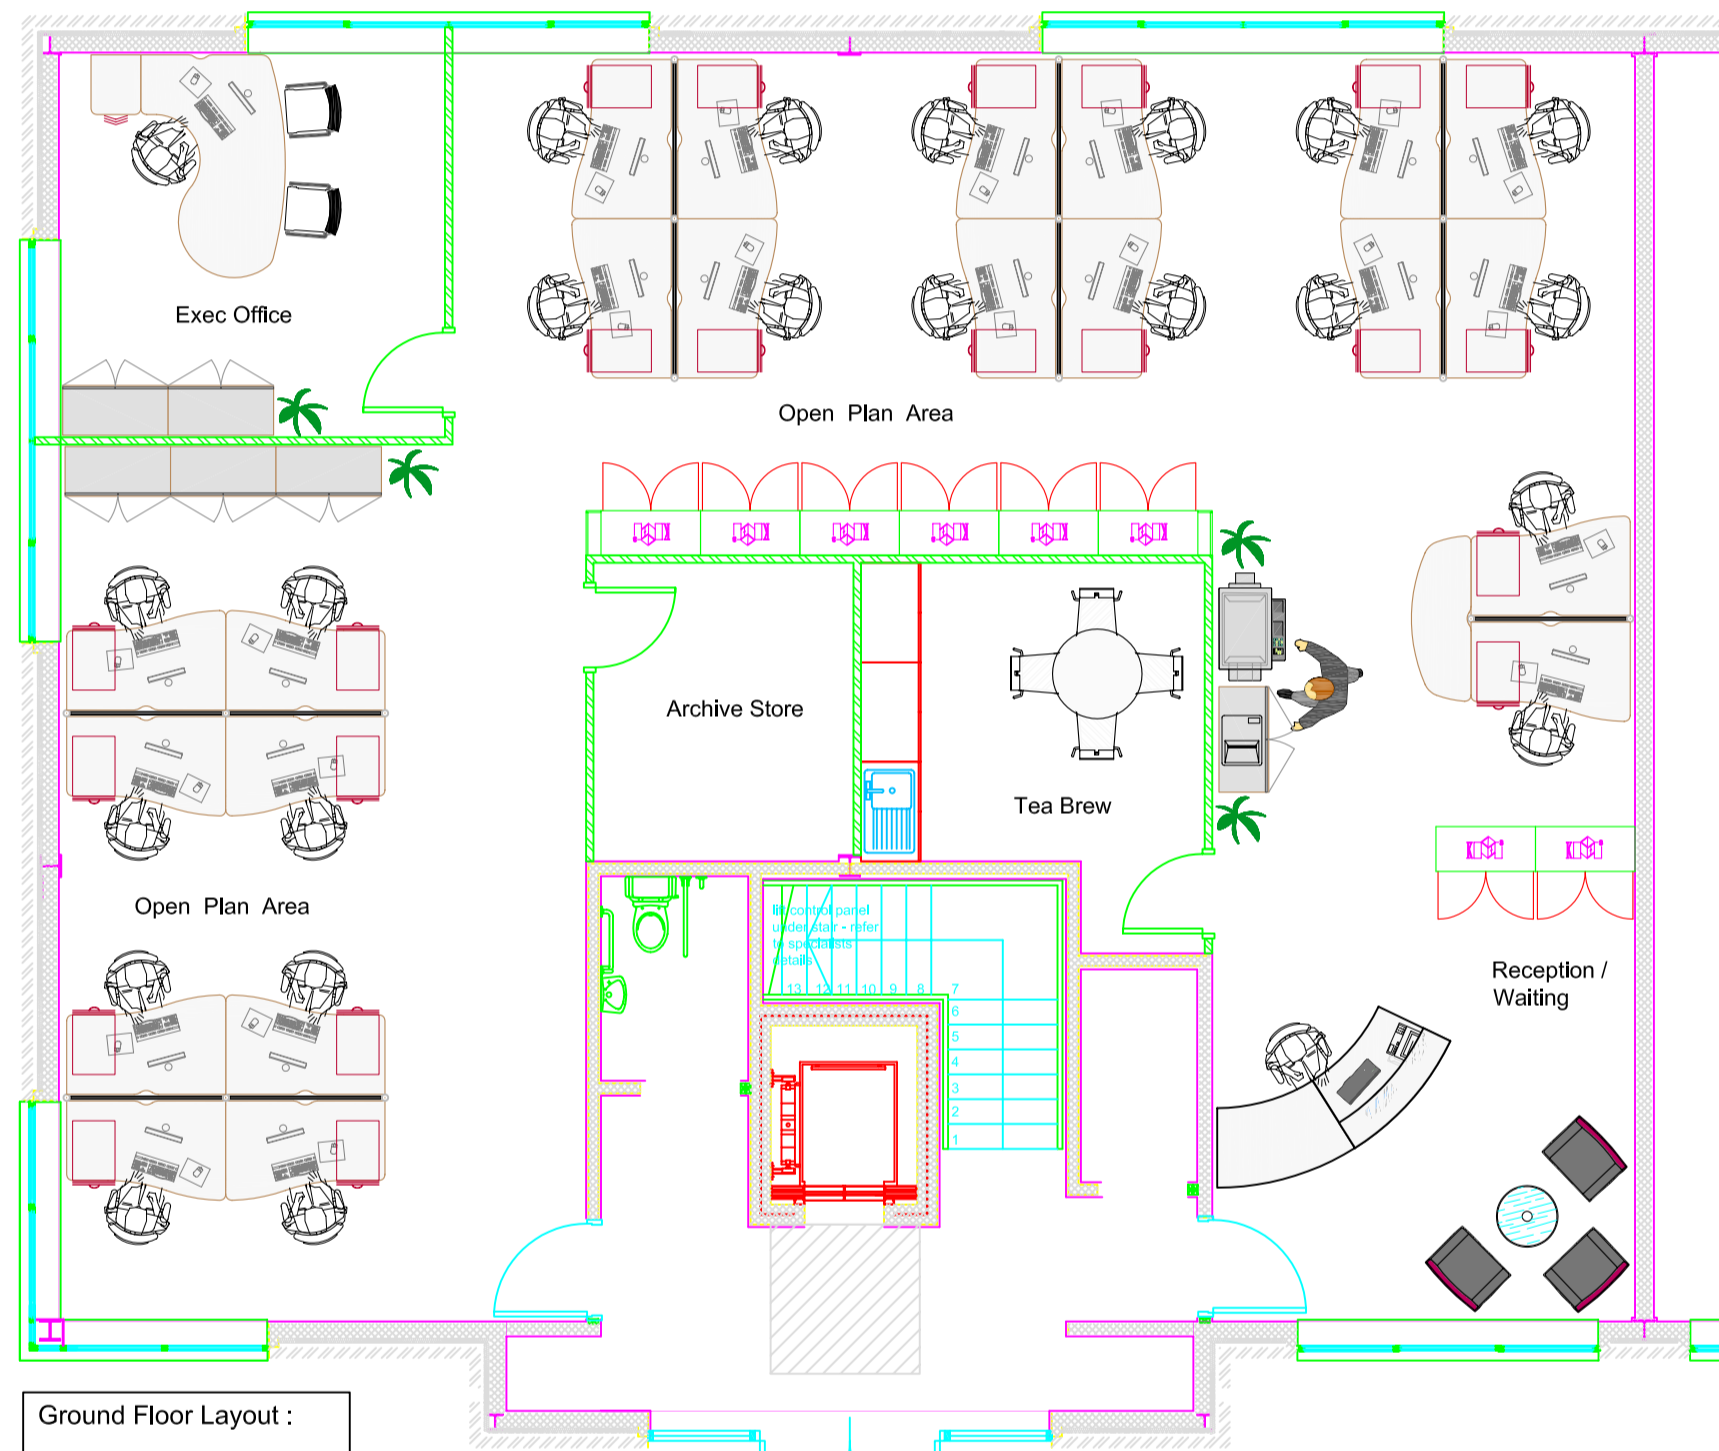 Exec Office
Open Plan Area
Archive Store
Tea Brew
Open Plan Area
lift control panel
under stair - refer
to specialists
details
13 12 11 10 9 8 7
6
5
4
3
2
1
Reception /
Waiting
Ground Floor Layout :